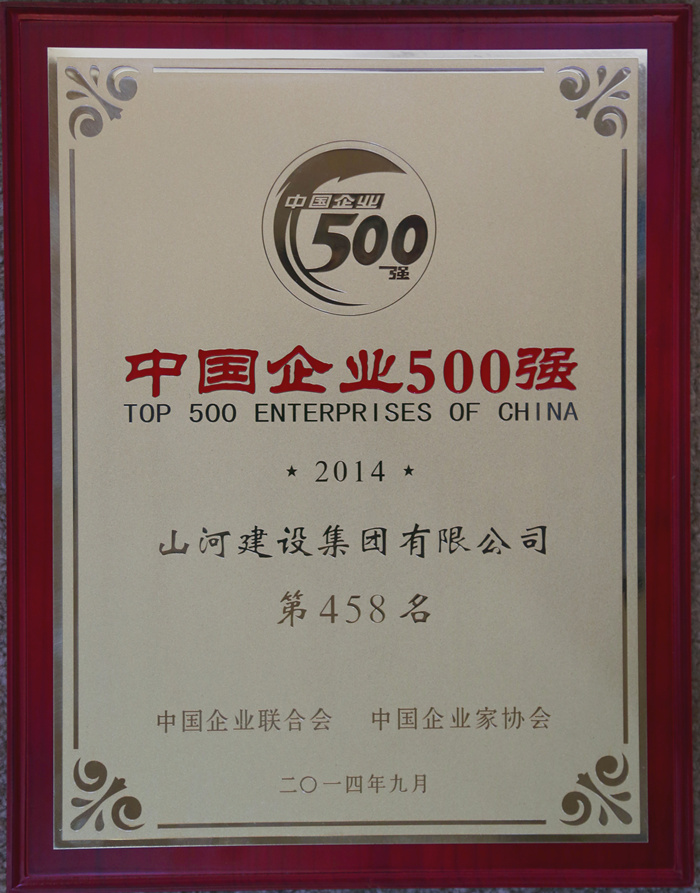 中国企业
500
强
中国企业500强
TOP 500 ENTERPRISES OF CHINA
★ 2014 ★
山河建设集团有限公司
第458名
中国企业联合会 中国企业家协会
二〇一四年九月